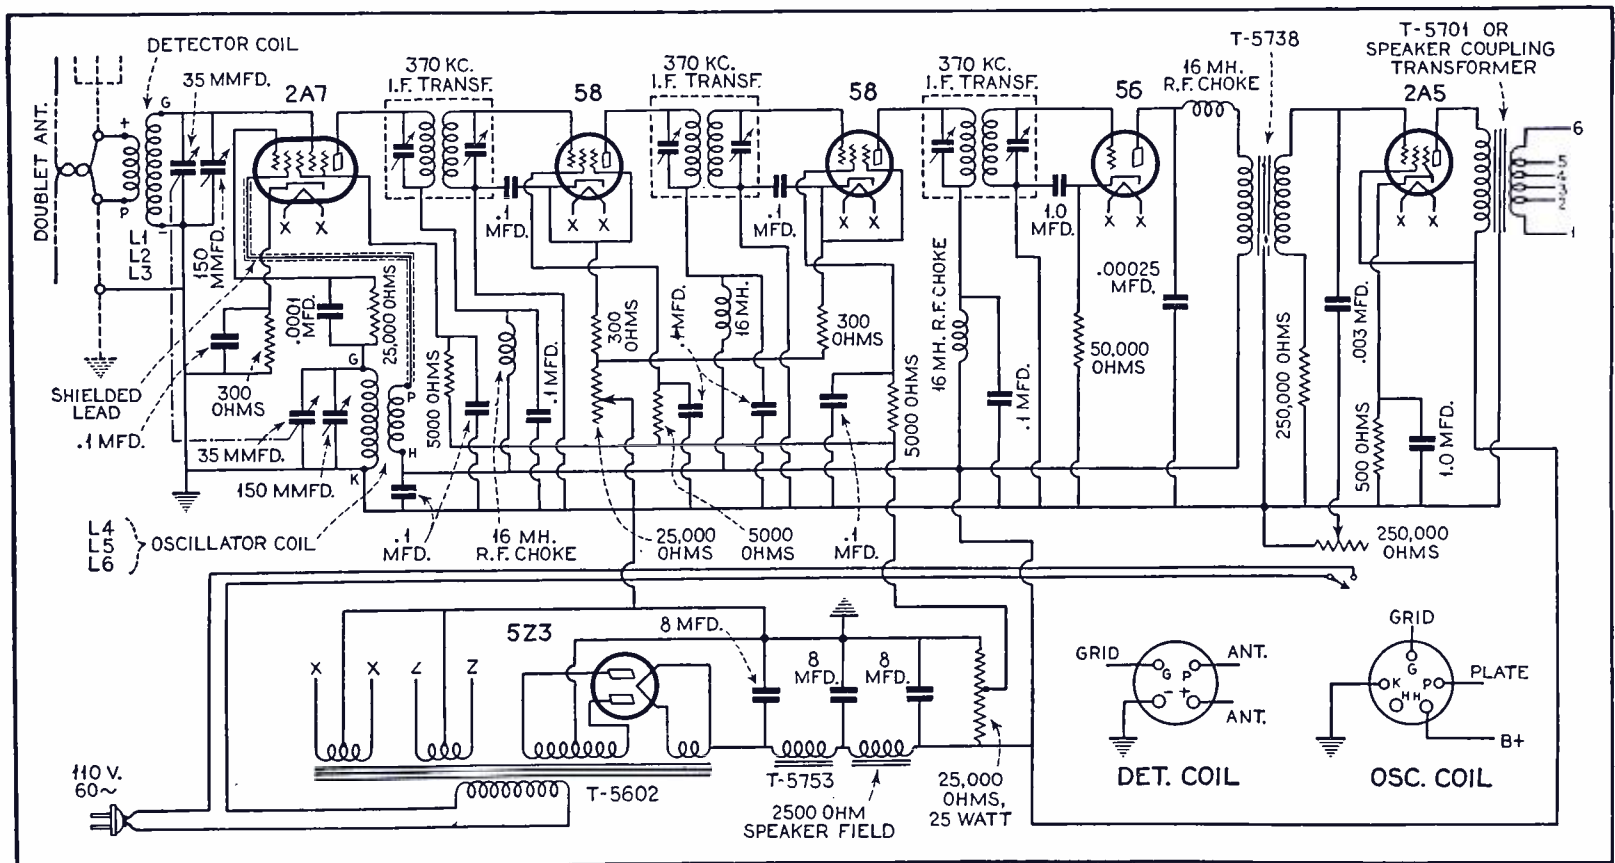 DETECTOR COIL
35 MMFD.
2A7
370 KC.
I.F. TRANSF.
58
370 KC.
I.F. TRANSF.
58
370 KC.
I.F. TRANSF.
56
16 MH.
R.F. CHOKE
T-5738
2A5
T-5701 OR
SPEAKER COUPLING
TRANSFORMER
DOUBLET ANT.
+
P
G
-
L1
L2
L3
150
MMFD.
X X
.1
MFD.
X X
.1
MFD.
X X
1.0
MFD.
X X
X X
6
5
4
3
2
1
.0001
MFD.
25,000 OHMS
300
OHMS
16 MH.
.1 MFD.
300
OHMS
16 MH. R.F. CHOKE
.00025
MFD.
50,000
OHMS
250,000 OHMS
.003 MFD.
SHIELDED
LEAD
300
OHMS
.1 MFD.
35 MMFD.
150 MMFD.
G
P
K
H
5000 OHMS
.1 MFD.
5000 OHMS
.1 MFD.
500 OHMS
1.0 MFD.
L4
L5
L6
OSCILLATOR COIL
.1
MFD.
16 MH.
R.F. CHOKE
25,000
OHMS
5000
OHMS
.1
MFD.
250,000
OHMS
5Z3
8 MFD.
8
MFD.
8
MFD.
X X Z Z
110 V.
60~
T-5602
T-5753
2500 OHM
SPEAKER FIELD
25,000
OHMS,
25 WATT
GRID
ANT.
G P
- +
ANT.
DET. COIL
GRID
G
K P
H H
PLATE
B+
OSC. COIL